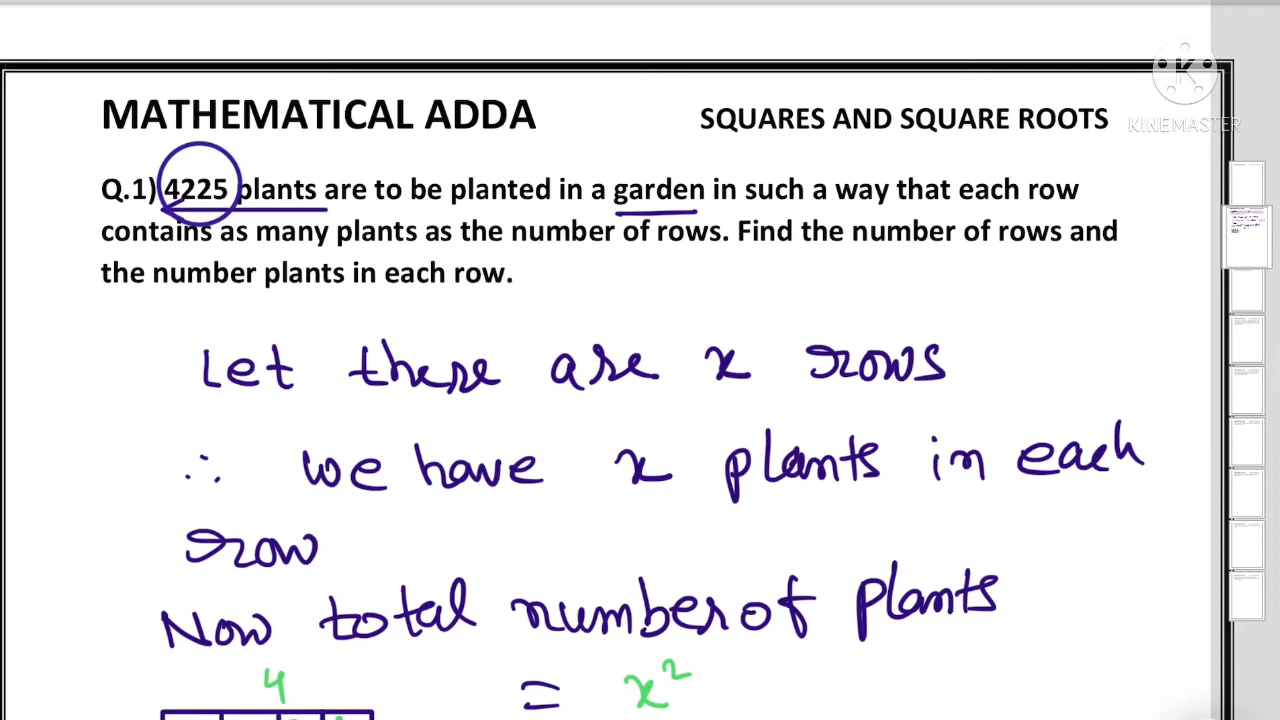 MATHEMATICAL ADDA SQUARES AND SQUARE ROOTS
KINEMASTER
Q.1) 4225 plants are to be planted in a garden in such a way that each row
contains as many plants as the number of rows. Find the number of rows and
the number plants in each row.
Let there are x rows
∴ we have x plants in each
row
Now total number of plants
4
= x²